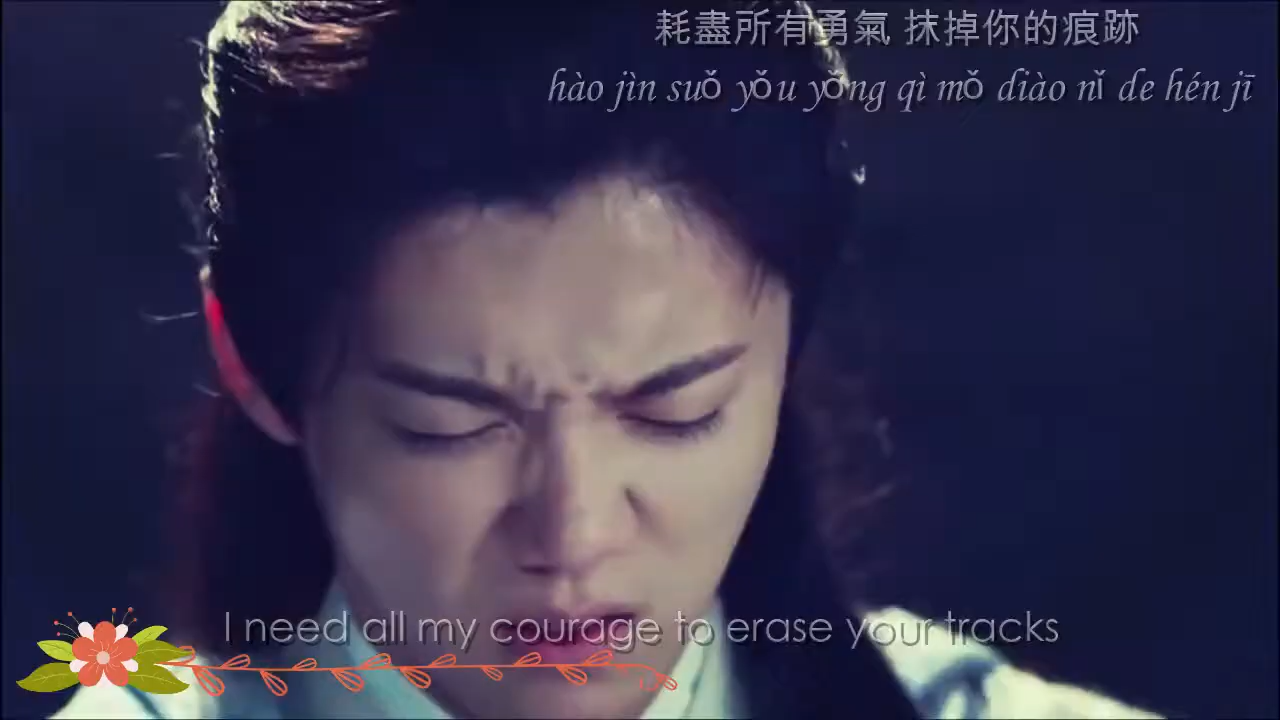 耗盡所有勇氣 抹掉你的痕跡
hào jìn suǒ yǒu yǒng qì mǒ diào nǐ de hén jī
I need all my courage to erase your tracks